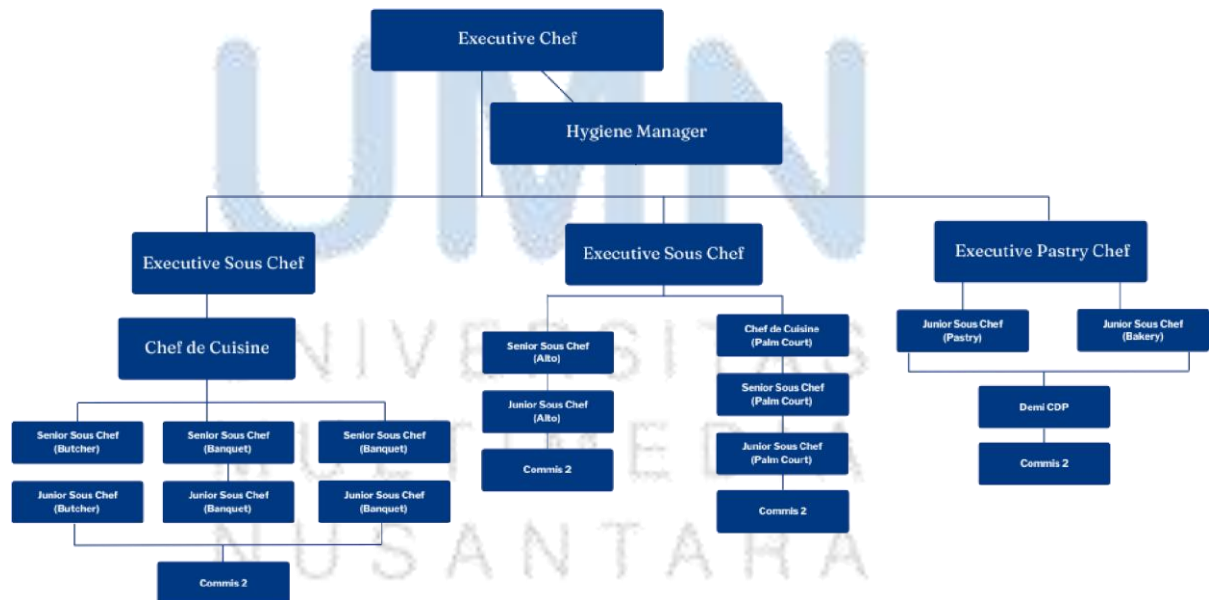 UMN
UNIVERSITAS
MULTIMEDIA
NUSANTARA
Executive Chef
Hygiene Manager
Executive Sous Chef
Chef de Cuisine
Senior Sous Chef
(Butcher)
Senior Sous Chef
(Banquet)
Senior Sous Chef
(Banquet)
Junior Sous Chef
(Butcher)
Junior Sous Chef
(Banquet)
Junior Sous Chef
(Banquet)
Commis 2
Executive Sous Chef
Senior Sous Chef
(Alto)
Junior Sous Chef
(Alto)
Commis 2
Chef de Cuisine
(Palm Court)
Senior Sous Chef
(Palm Court)
Junior Sous Chef
(Palm Court)
Commis 2
Executive Pastry Chef
Junior Sous Chef
(Pastry)
Junior Sous Chef
(Bakery)
Demi CDP
Commis 2